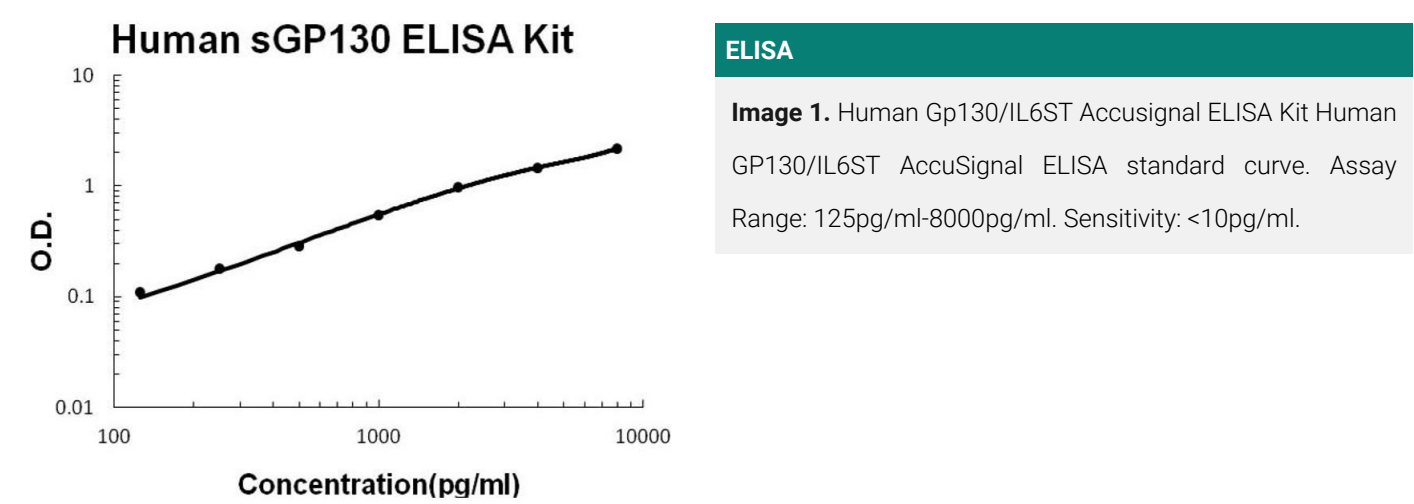 Human sGP130 ELISA Kit
10
1
0.1
0.01
O.D.
100 1000 10000
Concentration(pg/ml)
ELISA
Image 1. Human Gp130/IL6ST Accusignal ELISA Kit Human
GP130/IL6ST AccuSignal ELISA standard curve. Assay
Range: 125pg/ml-8000pg/ml. Sensitivity: <10pg/ml.